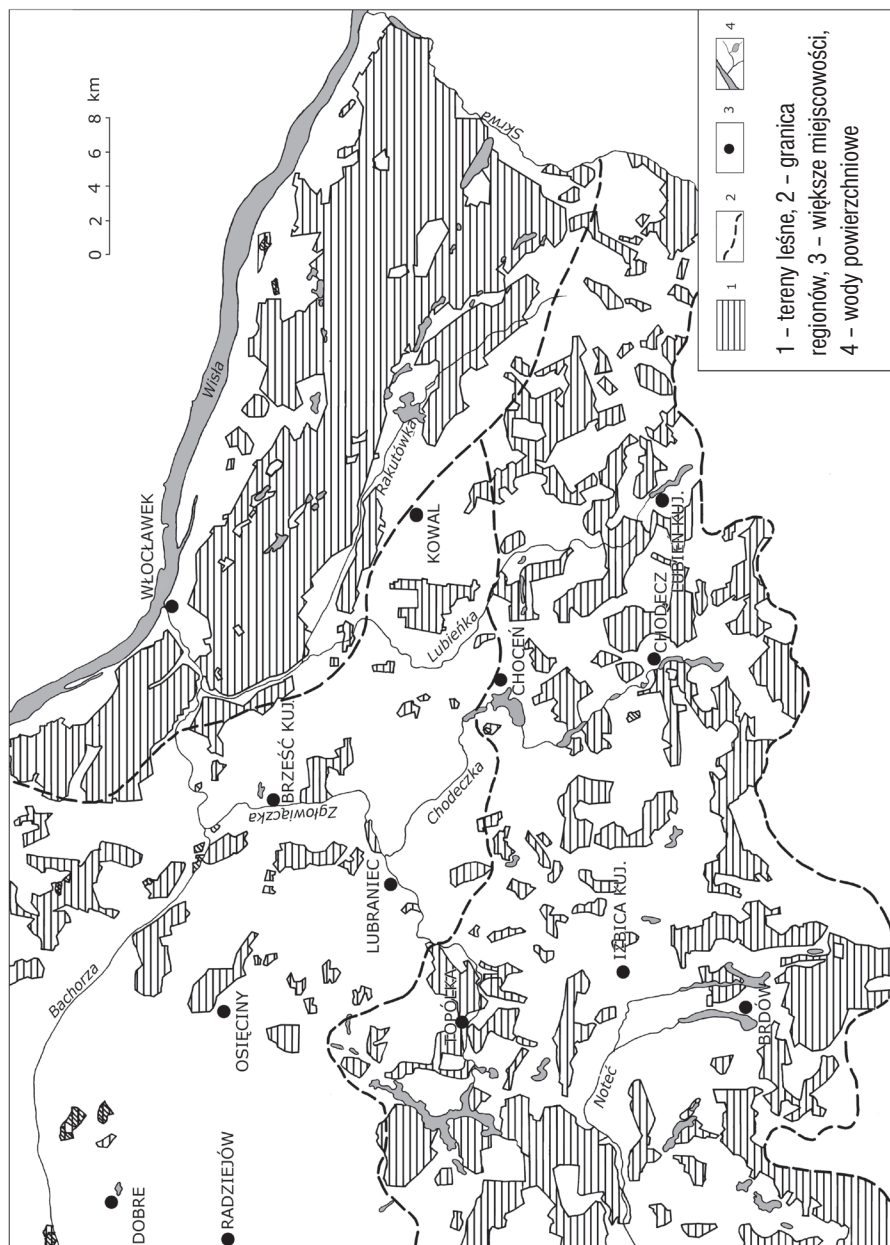 0 2 4 6 8 km
Wisła
Skrwa
WŁOCŁAWEK
Rakutówka
KOWAL
Lubieńka
BRZEŚĆ KUJ.
Zgłowiączka
Chodeczka
CHOCEŃ
CHODECZ
LUBIEŃ KUJ.
LUBRANIEC
Bachorza
OSIĘCINY
TOPÓLKA
IZBICA KUJ.
Noteć
BRDÓW
DOBRE
RADZIEJÓW
1 2 3 4
1 – tereny leśne, 2 – granica
regionów, 3 – większe miejscowości,
4 – wody powierzchniowe